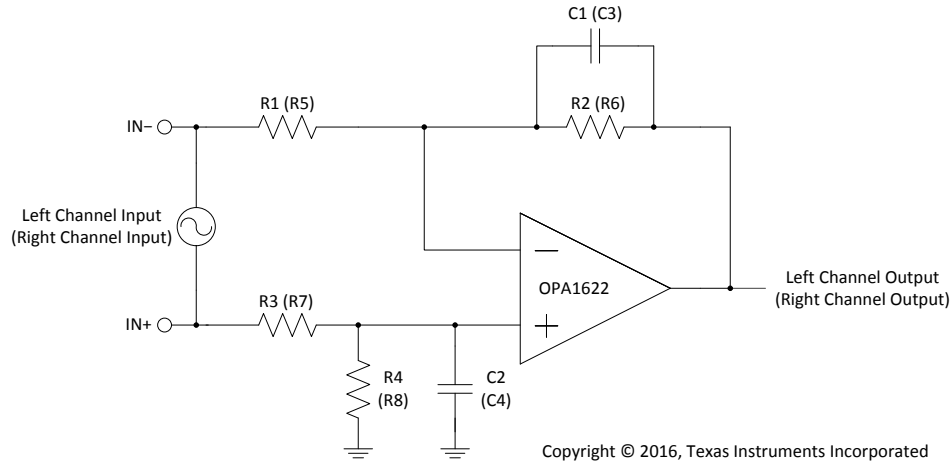 C1 (C3)
R1 (R5)
R2 (R6)
IN−
Left Channel Input
(Right Channel Input)
OPA1622
Left Channel Output
(Right Channel Output)
R3 (R7)
IN+
R4
(R8)
C2
(C4)
Copyright © 2016, Texas Instruments Incorporated